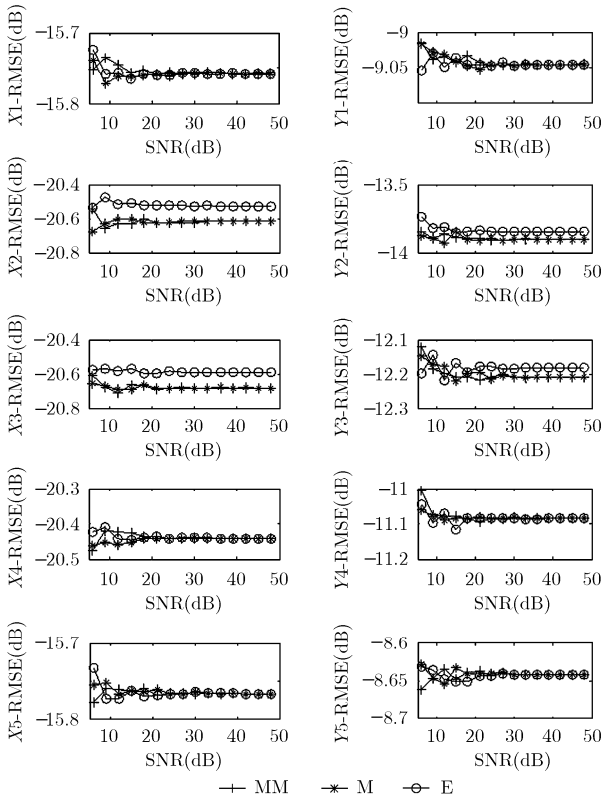 X1-RMSE(dB)
−15.7
−15.8
10 20 30 40 50
SNR(dB)
Y1-RMSE(dB)
−9
−9.05
10 20 30 40 50
SNR(dB)
X2-RMSE(dB)
−20.4
−20.6
−20.8
10 20 30 40 50
SNR(dB)
Y2-RMSE(dB)
−13.5
−14
10 20 30 40 50
SNR(dB)
X3-RMSE(dB)
−20.4
−20.6
−20.8
10 20 30 40 50
SNR(dB)
Y3-RMSE(dB)
−12.1
−12.2
−12.3
10 20 30 40 50
SNR(dB)
X4-RMSE(dB)
−20.3
−20.4
−20.5
10 20 30 40 50
SNR(dB)
Y4-RMSE(dB)
−11
−11.1
−11.2
10 20 30 40 50
SNR(dB)
X5-RMSE(dB)
−15.7
−15.8
10 20 30 40 50
SNR(dB)
Y5-RMSE(dB)
−8.6
−8.65
−8.7
10 20 30 40 50
SNR(dB)
MM M E